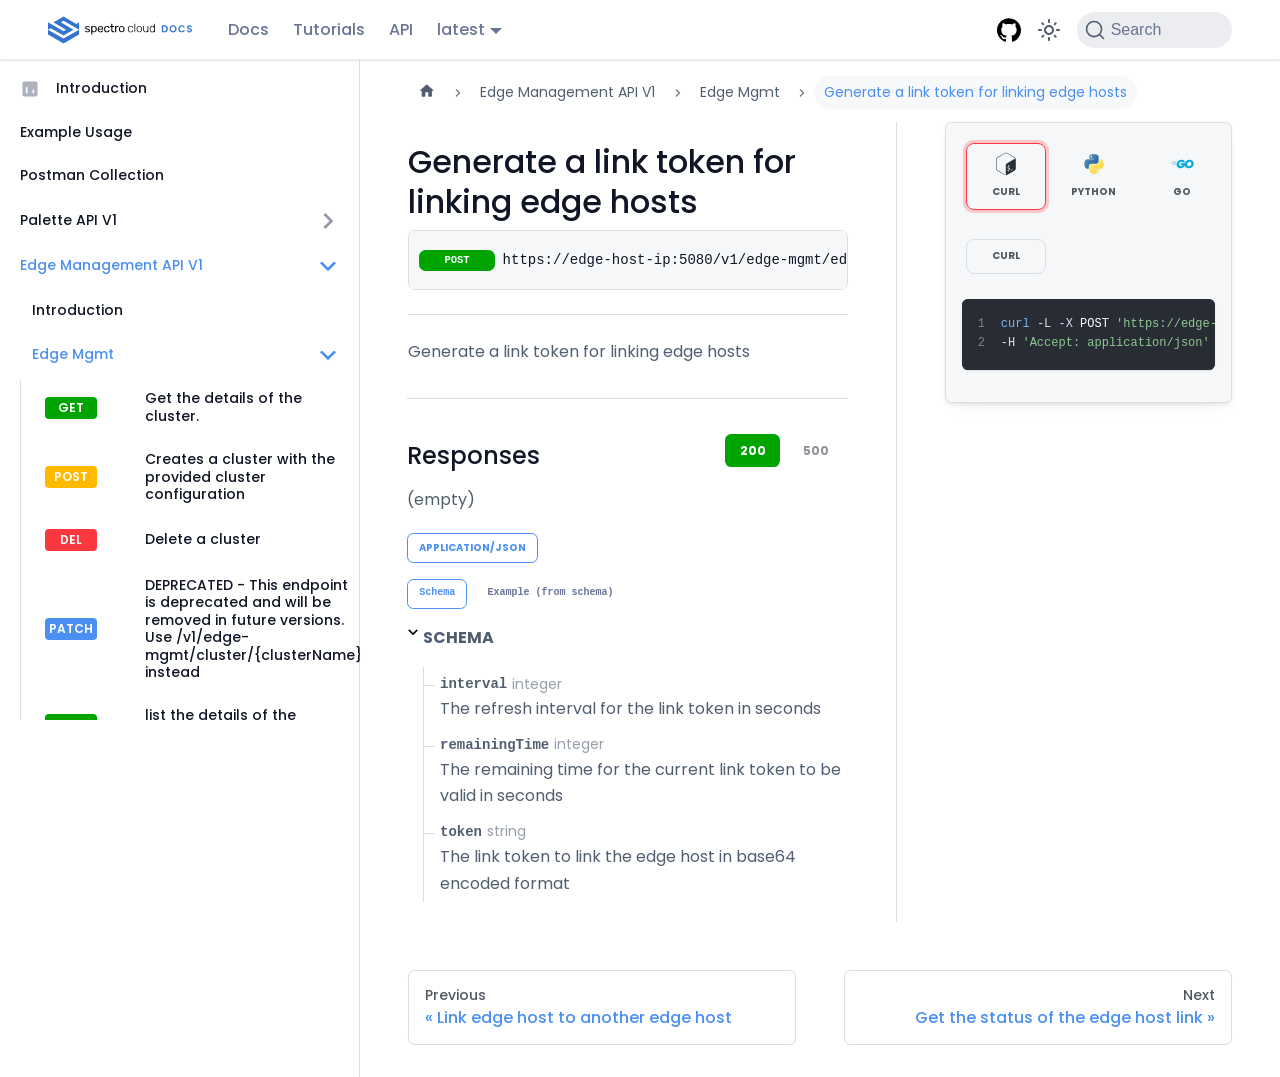 spectro cloud DOCS Docs Tutorials API latest Search
Introduction
Example Usage
Postman Collection
Palette API V1
Edge Management API V1
Introduction
Edge Mgmt
GET Get the details of the
cluster.
POST Creates a cluster with the
provided cluster
configuration
DEL Delete a cluster
PATCH DEPRECATED - This endpoint
is deprecated and will be
removed in future versions.
Use /v1/edge-
mgmt/cluster/{clusterName}
instead
list the details of the
Edge Management API V1 Edge Mgmt Generate a link token for linking edge hosts
Generate a link token for
linking edge hosts
POST https://edge-host-ip:5080/v1/edge-mgmt/ed
Generate a link token for linking edge hosts
Responses 200 500
(empty)
APPLICATION/JSON
Schema Example (from schema)
SCHEMA
interval integer
The refresh interval for the link token in seconds
remainingTime integer
The remaining time for the current link token to be
valid in seconds
token string
The link token to link the edge host in base64
encoded format
CURL PYTHON GO
CURL
1 curl -L -X POST 'https://edge-
2 -H 'Accept: application/json'
Previous
« Link edge host to another edge host
Next
Get the status of the edge host link »